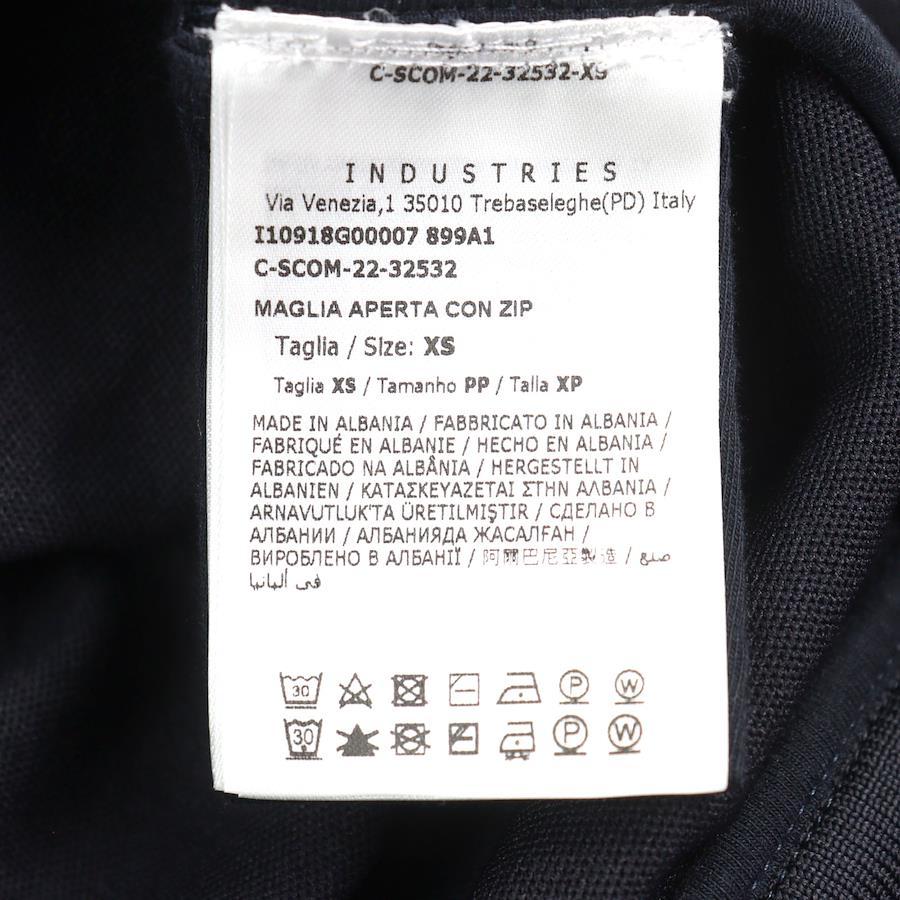 C-SCOM-22-32532-XS
INDUSTRIES
Via Venezia,1 35010 Trebaseleghe(PD) Italy
I10918G00007 899A1
C-SCOM-22-32532
MAGLIA APERTA CON ZIP
Taglia / Size: XS
Taglia XS / Tamanho PP / Talla XP
MADE IN ALBANIA / FABBRICATO IN ALBANIA /
FABRIQUÉ EN ALBANIE / HECHO EN ALBANIA /
FABRICADO NA ALBÂNIA / HERGESTELLT IN
ALBANIEN / ΚΑΤΑΣΚΕΥΑΖΕΤΑΙ ΣΤΗΝ ΑΛΒΑΝΙΑ /
ARNAVUTLUK'TA ÜRETILMIŞTIR / СДЕЛАНО В
АЛБАНИИ / АЛБАНИЯДА ЖАСАЛҒАН /
ВИРОБЛЕНО В АЛБАНІЇ / 阿爾巴尼亞製造 / صنع
في ألبانيا
30 P W
30 P W